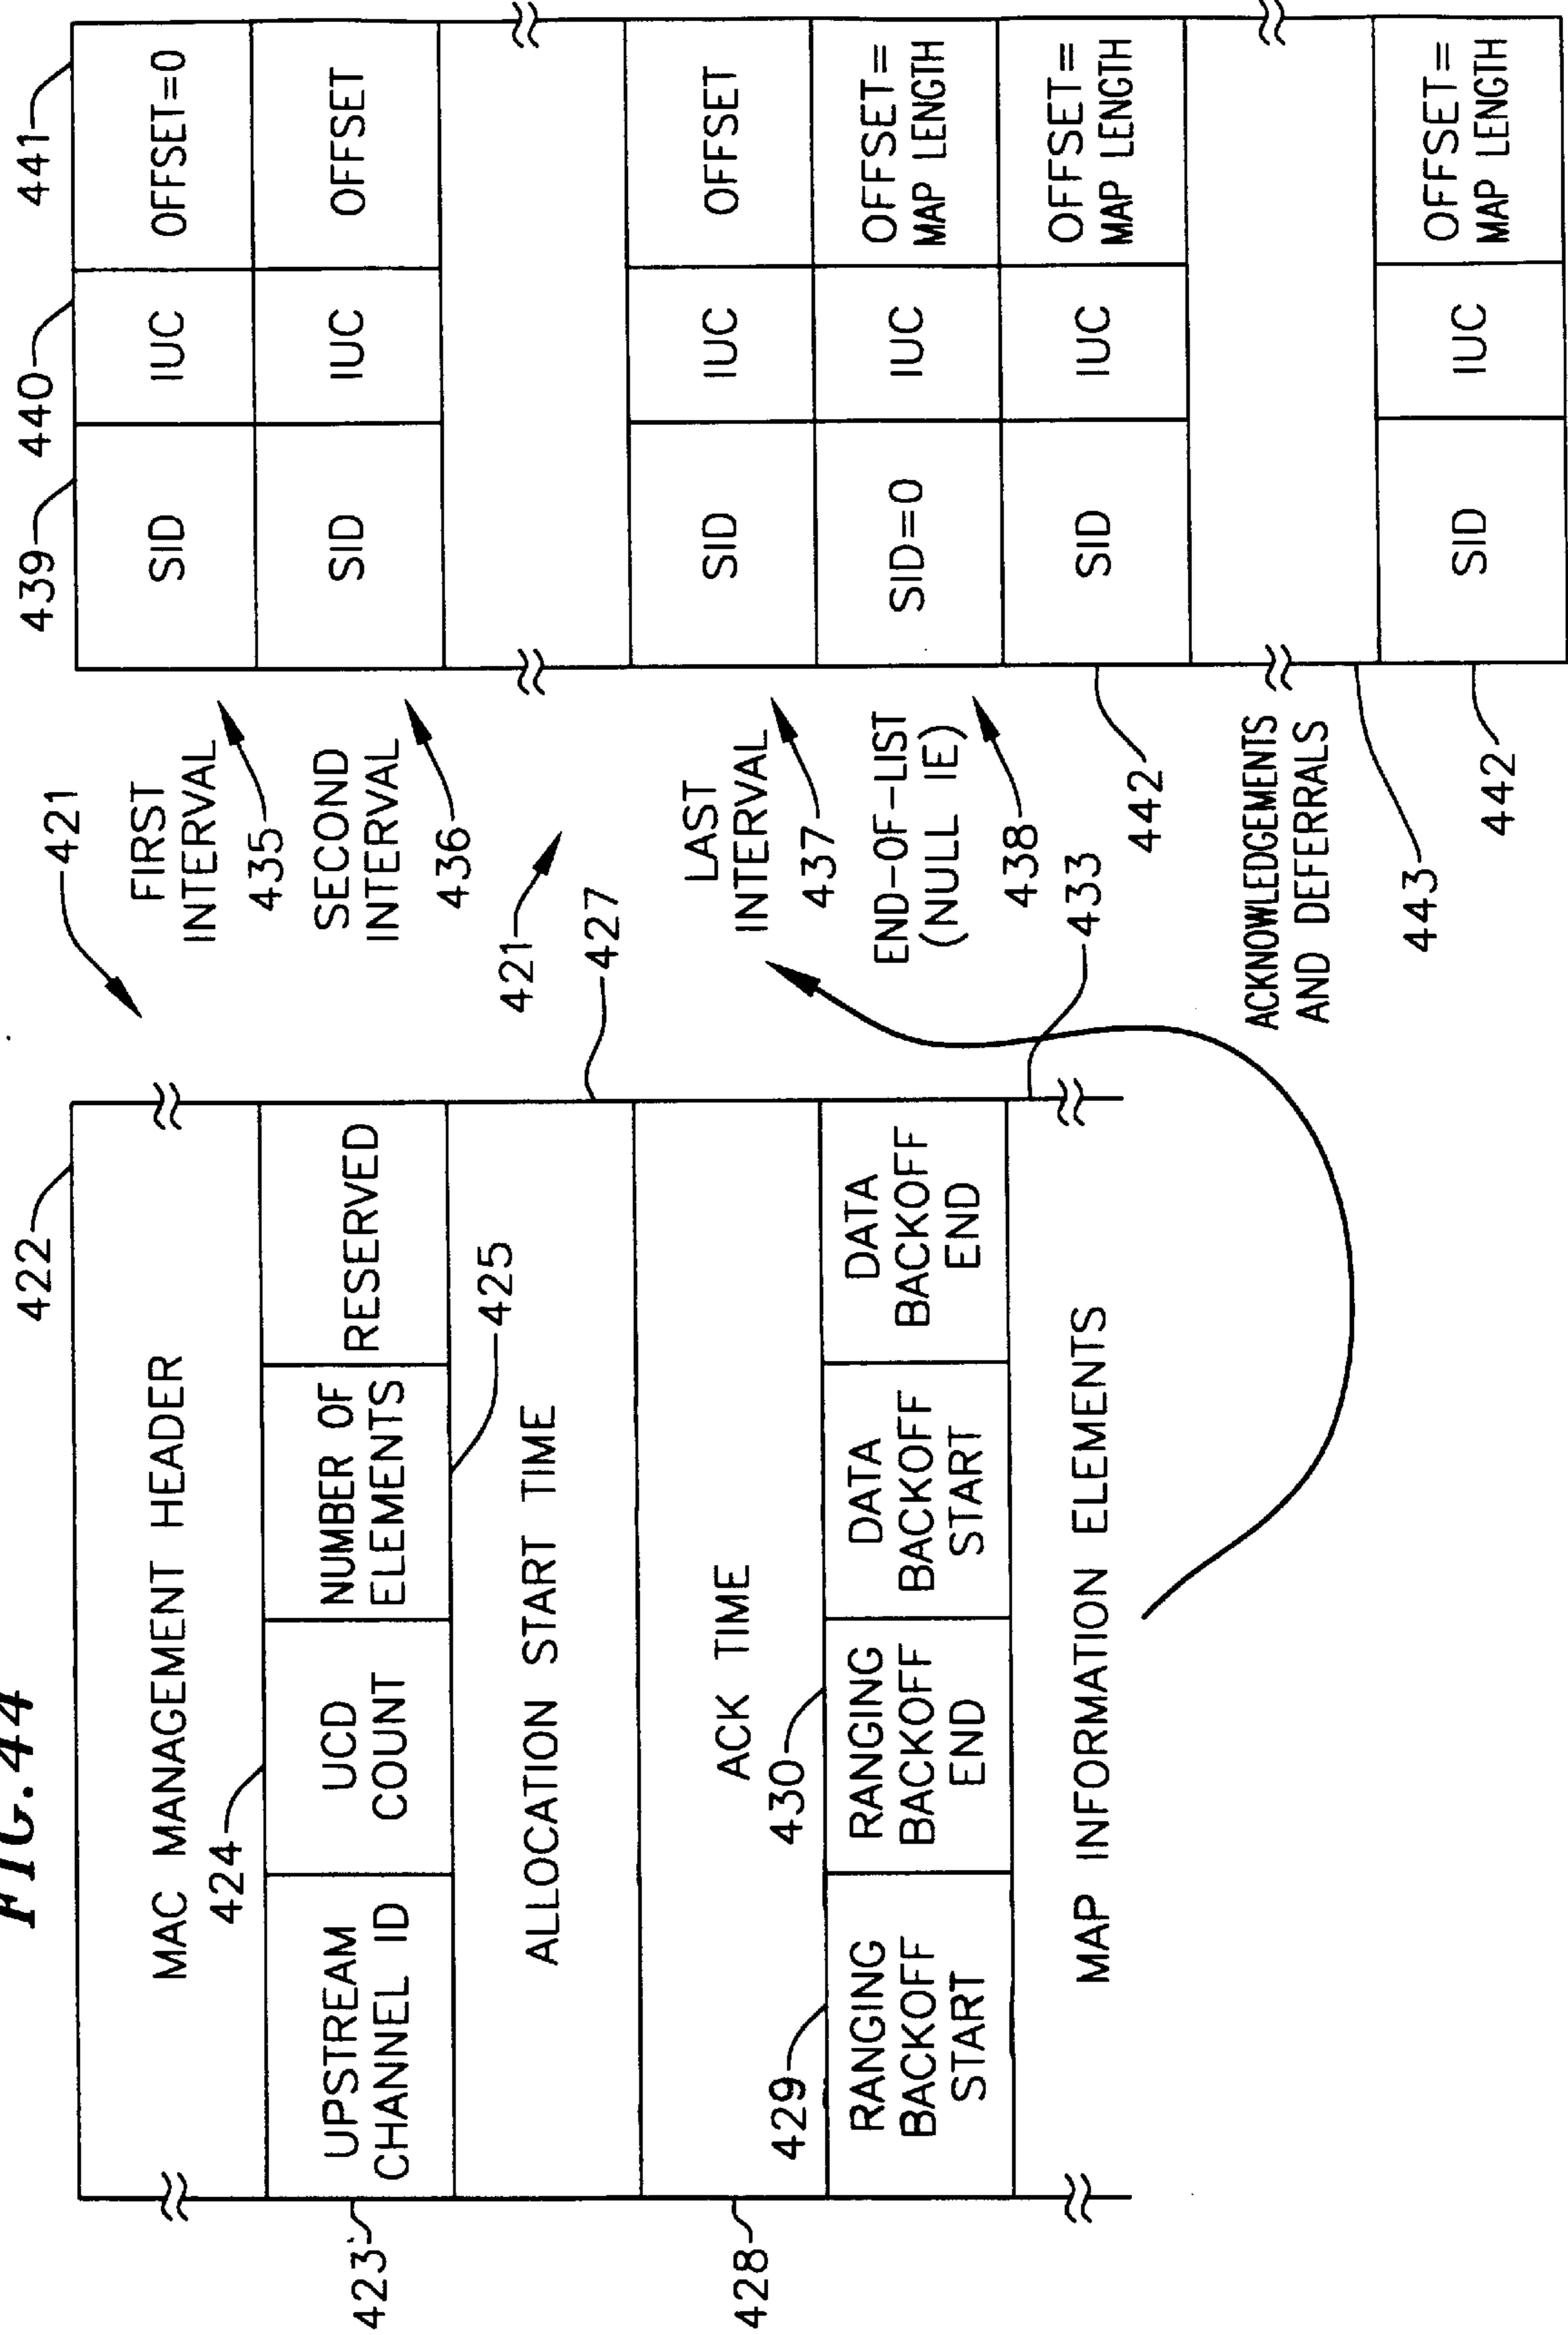 FIG.44
422
421
MAC MANAGEMENT HEADER
424
423
UPSTREAM
CHANNEL ID
UCD
COUNT
NUMBER OF
ELEMENTS
RESERVED
425
ALLOCATION START TIME
427
428
ACK TIME
429
430
RANGING
BACKOFF
START
RANGING
BACKOFF
END
DATA
BACKOFF
START
DATA
BACKOFF
END
433
MAP INFORMATION ELEMENTS
439
440
441
FIRST
INTERVAL
435
SID
IUC
OFFSET=0
SECOND
INTERVAL
436
SID
IUC
OFFSET
421
LAST
INTERVAL
437
SID
IUC
OFFSET
END-OF-LIST
(NULL IE)
438
SID=0
IUC
OFFSET=
MAP LENGTH
442
SID
IUC
OFFSET=
MAP LENGTH
ACKNOWLEDGEMENTS
AND DEFERRALS
443
442
SID
IUC
OFFSET=
MAP LENGTH